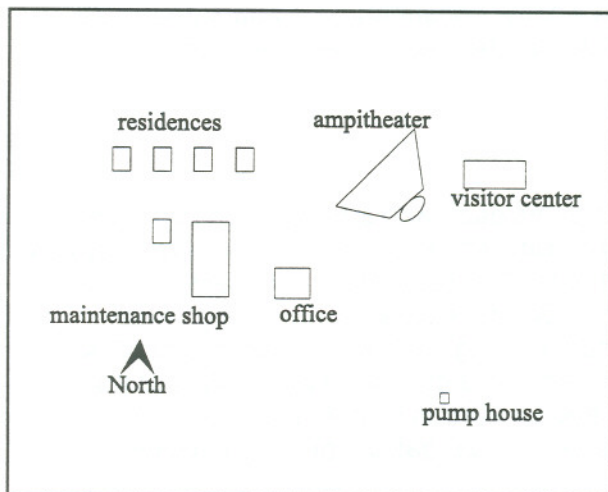 residences
ampitheater
visitor center
maintenance shop
office
North
pump house